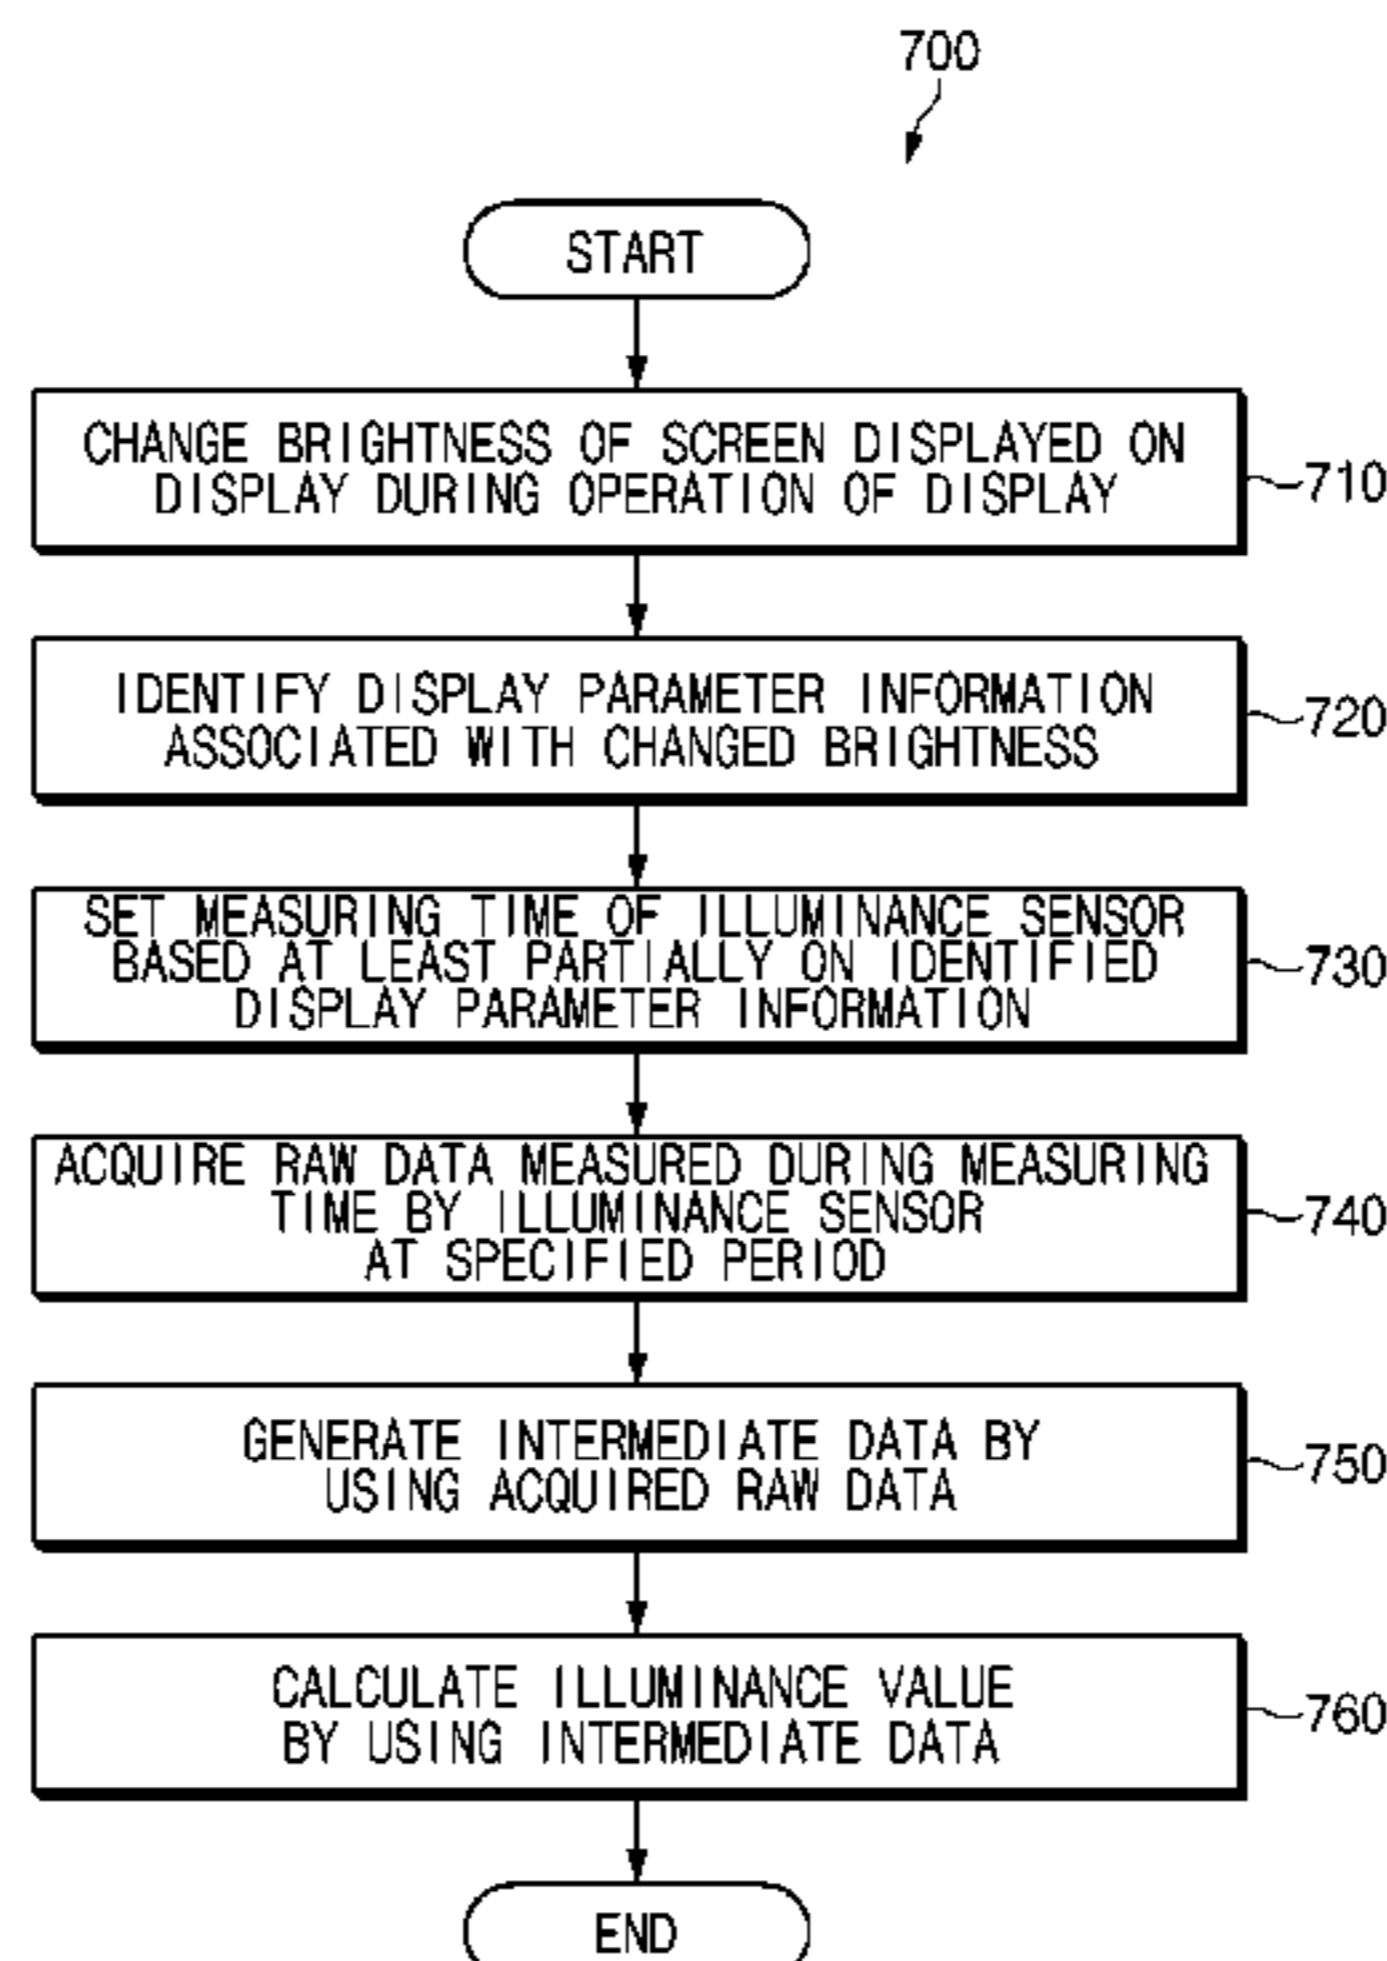 700
START
CHANGE BRIGHTNESS OF SCREEN DISPLAYED ON
DISPLAY DURING OPERATION OF DISPLAY
710
IDENTIFY DISPLAY PARAMETER INFORMATION
ASSOCIATED WITH CHANGED BRIGHTNESS
720
SET MEASURING TIME OF ILLUMINANCE SENSOR
BASED AT LEAST PARTIALLY ON IDENTIFIED
DISPLAY PARAMETER INFORMATION
730
ACQUIRE RAW DATA MEASURED DURING MEASURING
TIME BY ILLUMINANCE SENSOR
AT SPECIFIED PERIOD
740
GENERATE INTERMEDIATE DATA BY
USING ACQUIRED RAW DATA
750
CALCULATE ILLUMINANCE VALUE
BY USING INTERMEDIATE DATA
760
END